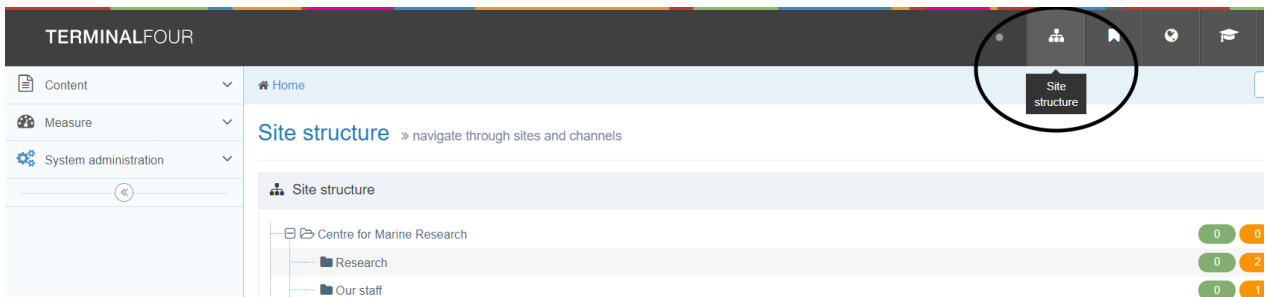 TERMINALFOUR
Content
Measure
System administration
Home
Site
structure
Site structure » navigate through sites and channels
Site structure
Centre for Marine Research 0 0
Research 0 2
Our staff 0 1